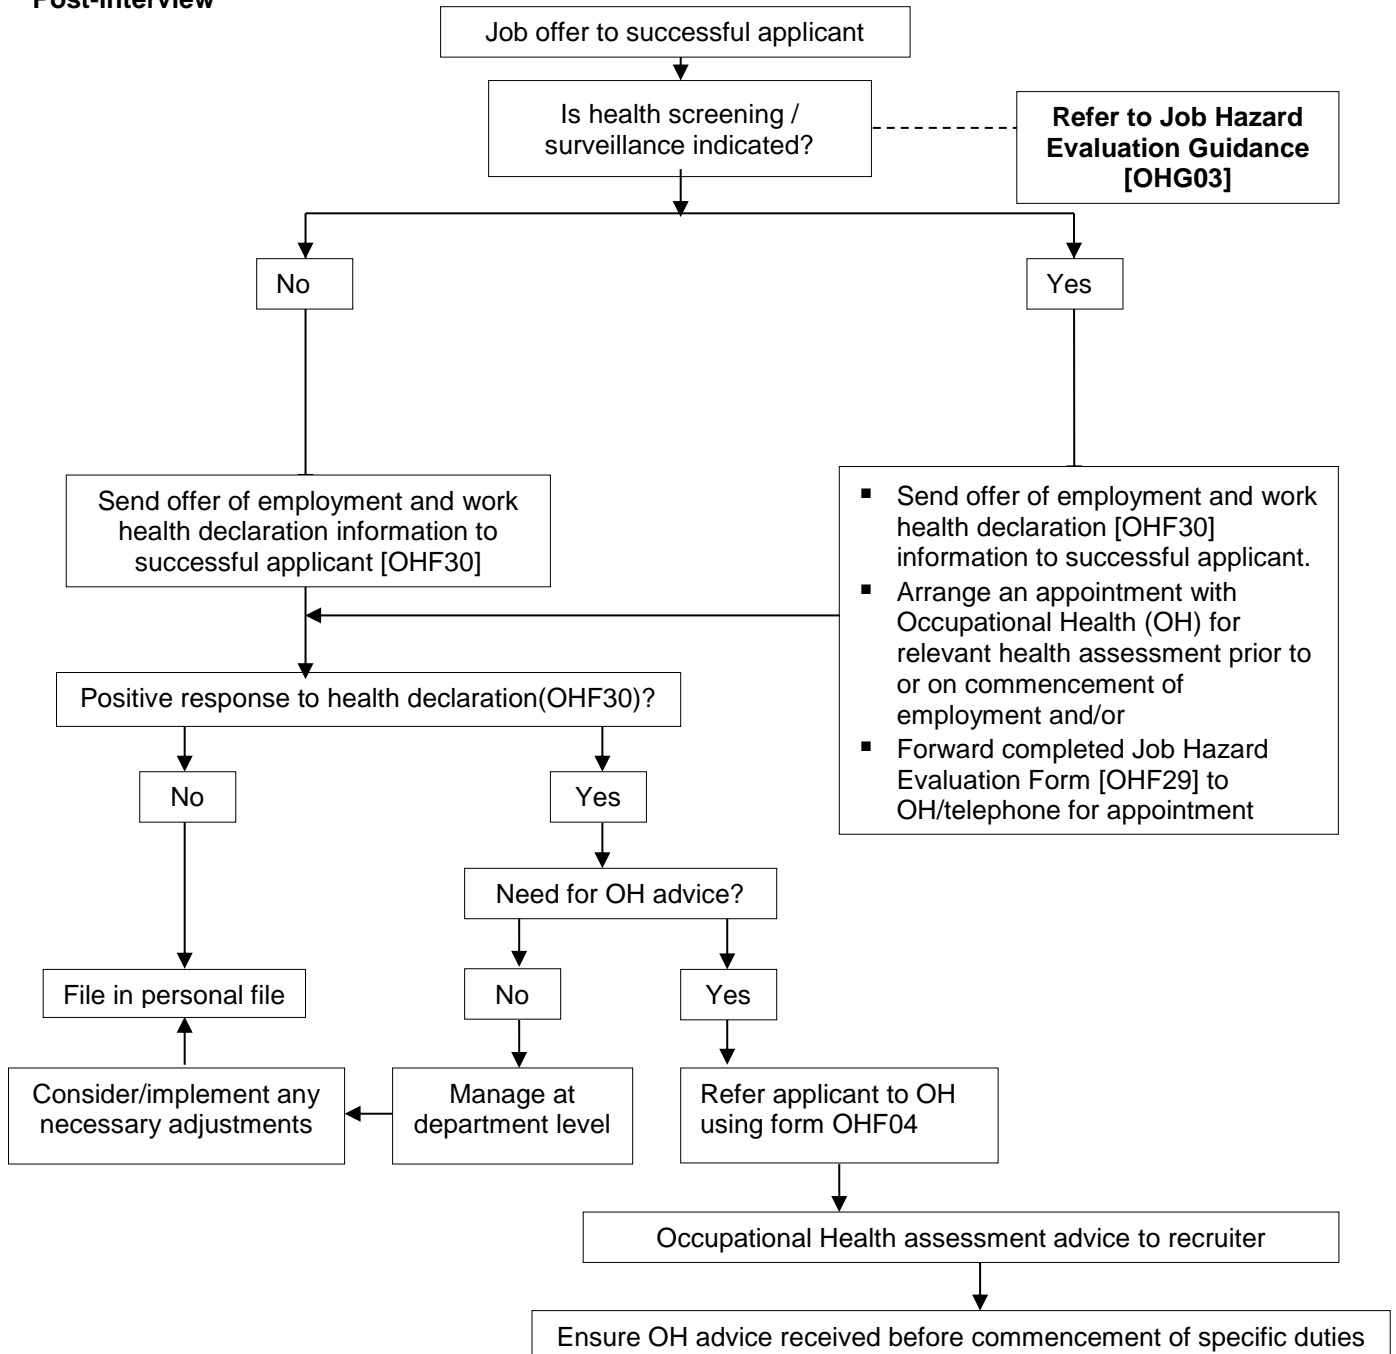 Post-Interview
Job offer to successful applicant
Is health screening /
surveillance indicated?
Refer to Job Hazard
Evaluation Guidance
[OHG03]
No
Yes
Send offer of employment and work
health declaration information to
successful applicant [OHF30]
▪ Send offer of employment and work
health declaration [OHF30]
information to successful applicant.
▪ Arrange an appointment with
Occupational Health (OH) for
relevant health assessment prior to
or on commencement of
employment and/or
▪ Forward completed Job Hazard
Evaluation Form [OHF29] to
OH/telephone for appointment
Positive response to health declaration(OHF30)?
No
Yes
Need for OH advice?
No
Yes
File in personal file
Consider/implement any
necessary adjustments
Manage at
department level
Refer applicant to OH
using form OHF04
Occupational Health assessment advice to recruiter
Ensure OH advice received before commencement of specific duties